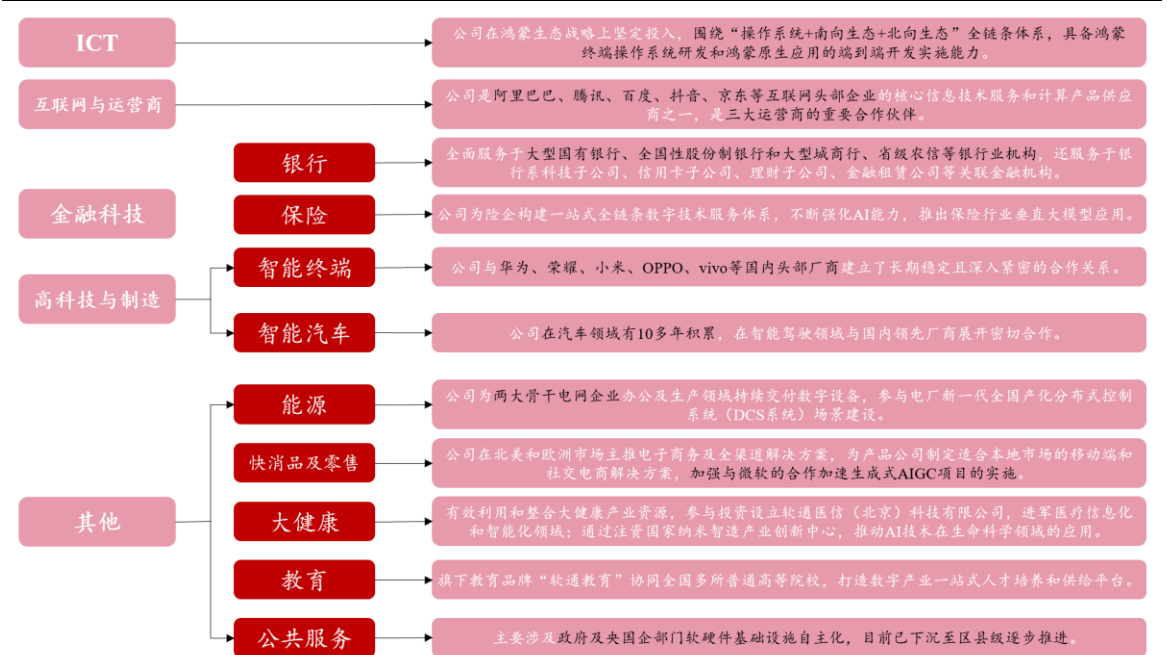 ICT
公司在鸿蒙生态战略上坚定投入，围绕“操作系统+南向生态+北向生态”全链条体系，具备鸿蒙
终端操作系统研发和鸿蒙原生应用的端到端开发实施能力。
互联网与运营商
公司是阿里巴巴、腾讯、百度、抖音、京东等互联网头部企业的核心信息技术服务和计算产品供应
商之一，是三大运营商的重要合作伙伴。
金融科技
银行
全面服务于大型国有银行、全国性股份制银行和大型城商行、省级农信等银行业机构，还服务于银
行系科技子公司、信用卡子公司、理财子公司、金融租赁公司等关联金融机构。
保险
公司为险企构建一站式全链条数字技术服务体系，不断强化AI能力，推出保险行业垂直大模型应用。
高科技与制造
智能终端
公司与华为、荣耀、小米、OPPO、vivo等国内头部厂商建立了长期稳定且深入紧密的合作关系。
智能汽车
公司在汽车领域有10多年积累，在智能驾驶领域与国内领先厂商展开密切合作。
其他
能源
公司为两大骨干电网企业办公及生产领域持续交付数字设备，参与电厂新一代全国产化分布式控制
系统（DCS系统）场景建设。
快消品及零售
公司在北美和欧洲市场主推电子商务及全渠道解决方案，为产品公司制定适合本地市场的移动端和
社交电商解决方案，加强与微软的合作加速生成式AIGC项目的实施。
大健康
有效利用和整合大健康产业资源，参与投资设立软通医信（北京）科技有限公司，进军医疗信息化
和智能化领域；通过注资国家纳米智造产业创新中心，推动AI技术在生命科学领域的应用。
教育
旗下教育品牌“软通教育”协同全国多所普通高等院校，打造数字产业一站式人才培养和供给平台。
公共服务
主要涉及政府及央国企部门软硬件基础设施自主化，目前已下沉至区县级逐步推进。